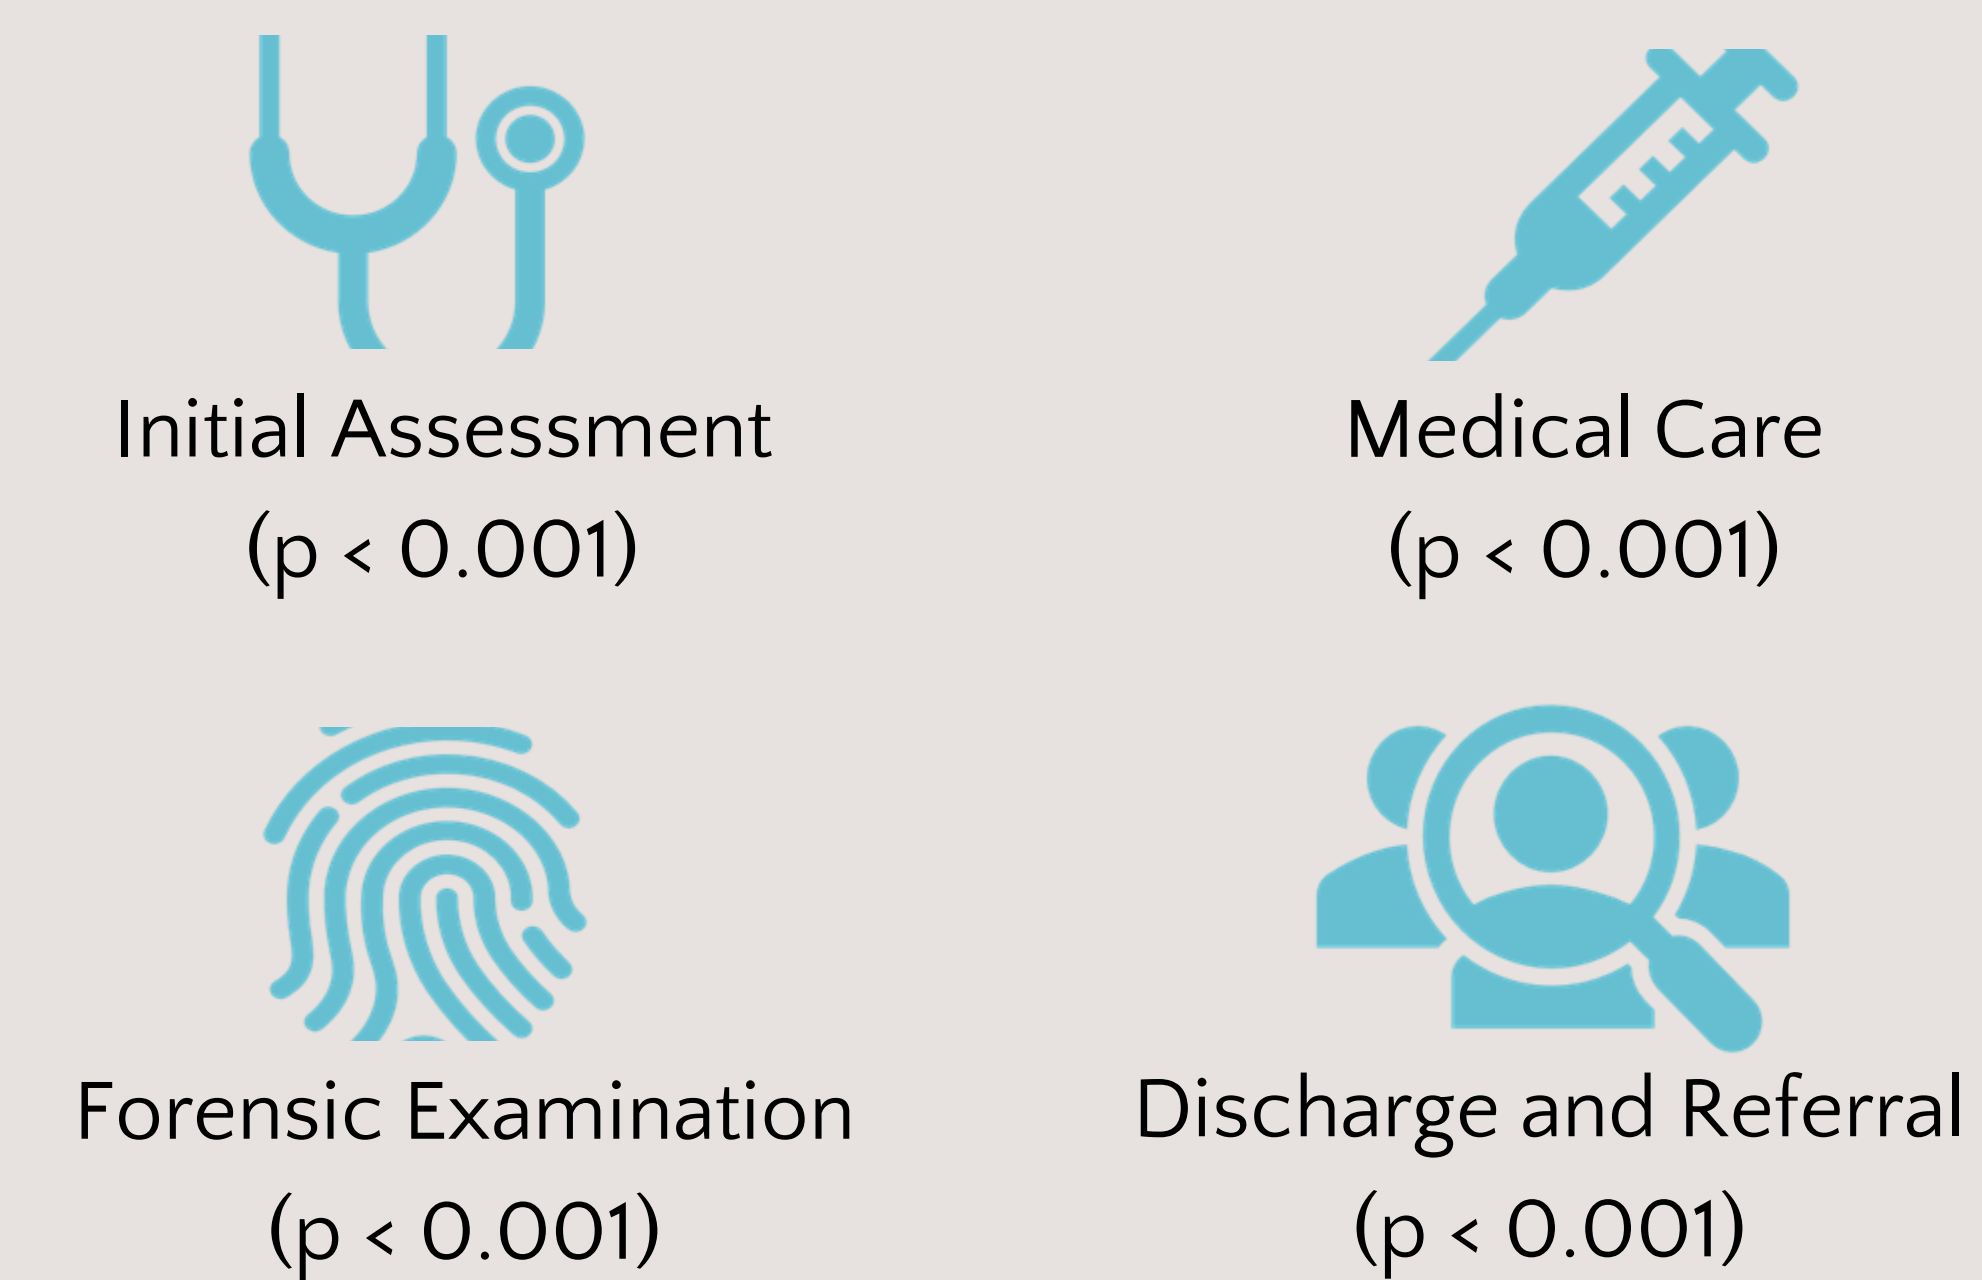 Initial Assessment
(p < 0.001)
Medical Care
(p < 0.001)
Forensic Examination
(p < 0.001)
Discharge and Referral
(p < 0.001)